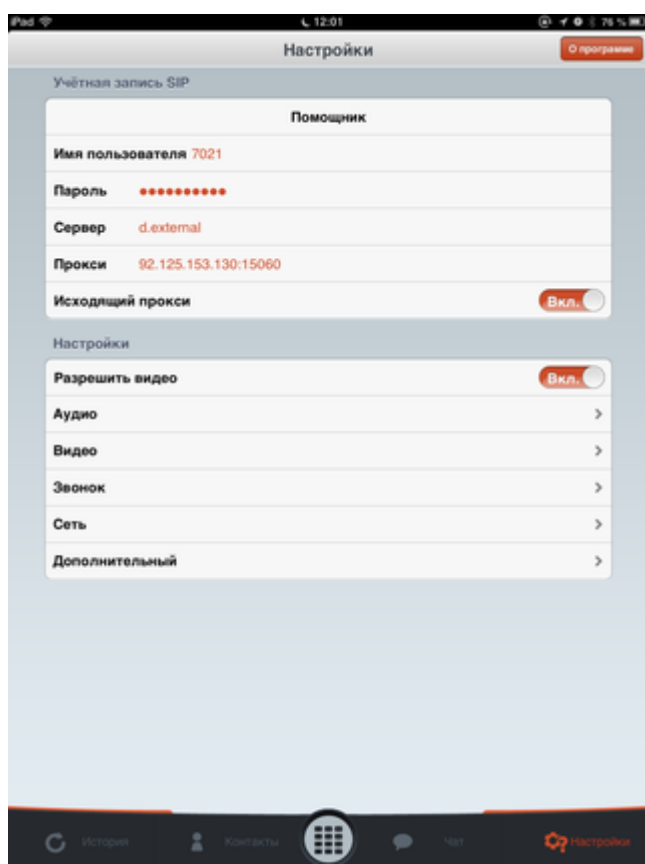 iPad 12:01 76 %
Настройки О программе
Учётная запись SIP
Помощник
Имя пользователя 7021
Пароль ●●●●●●●●●●
Сервер d.external
Прокси 92.125.153.130:15060
Исходящий прокси Вкл.
Настройки
Разрешить видео Вкл.
Аудио
Видео
Звонок
Сеть
Дополнительный
История Контакты Чат Настройки